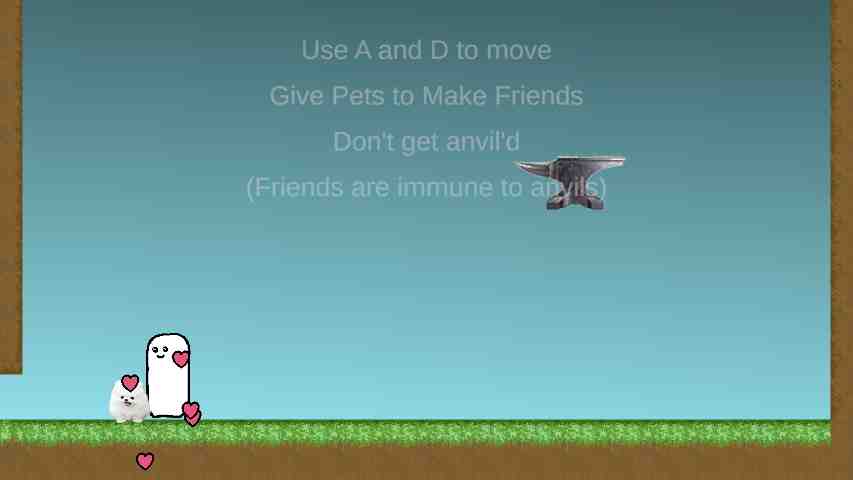 Use A and D to move
Give Pets to Make Friends
Don't get anvil'd
(Friends are immune to anvils)